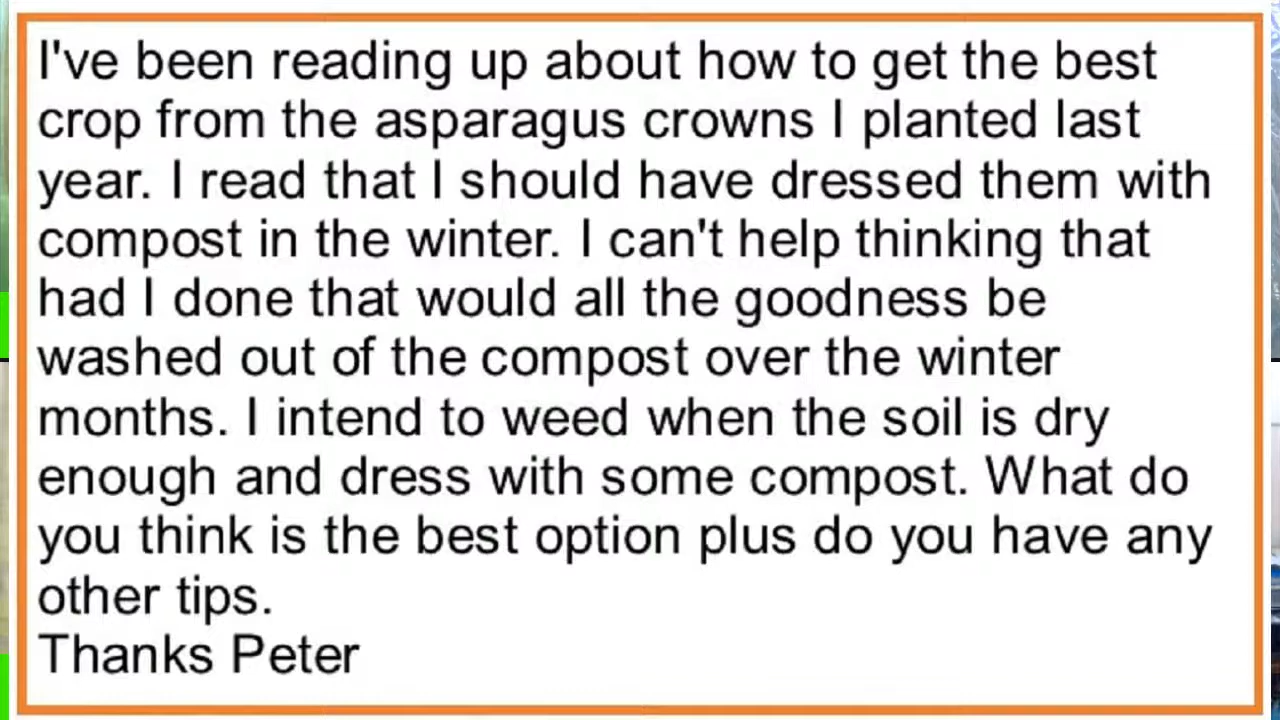 I've been reading up about how to get the best
crop from the asparagus crowns I planted last
year. I read that I should have dressed them with
compost in the winter. I can't help thinking that
had I done that would all the goodness be
washed out of the compost over the winter
months. I intend to weed when the soil is dry
enough and dress with some compost. What do
you think is the best option plus do you have any
other tips.
Thanks Peter